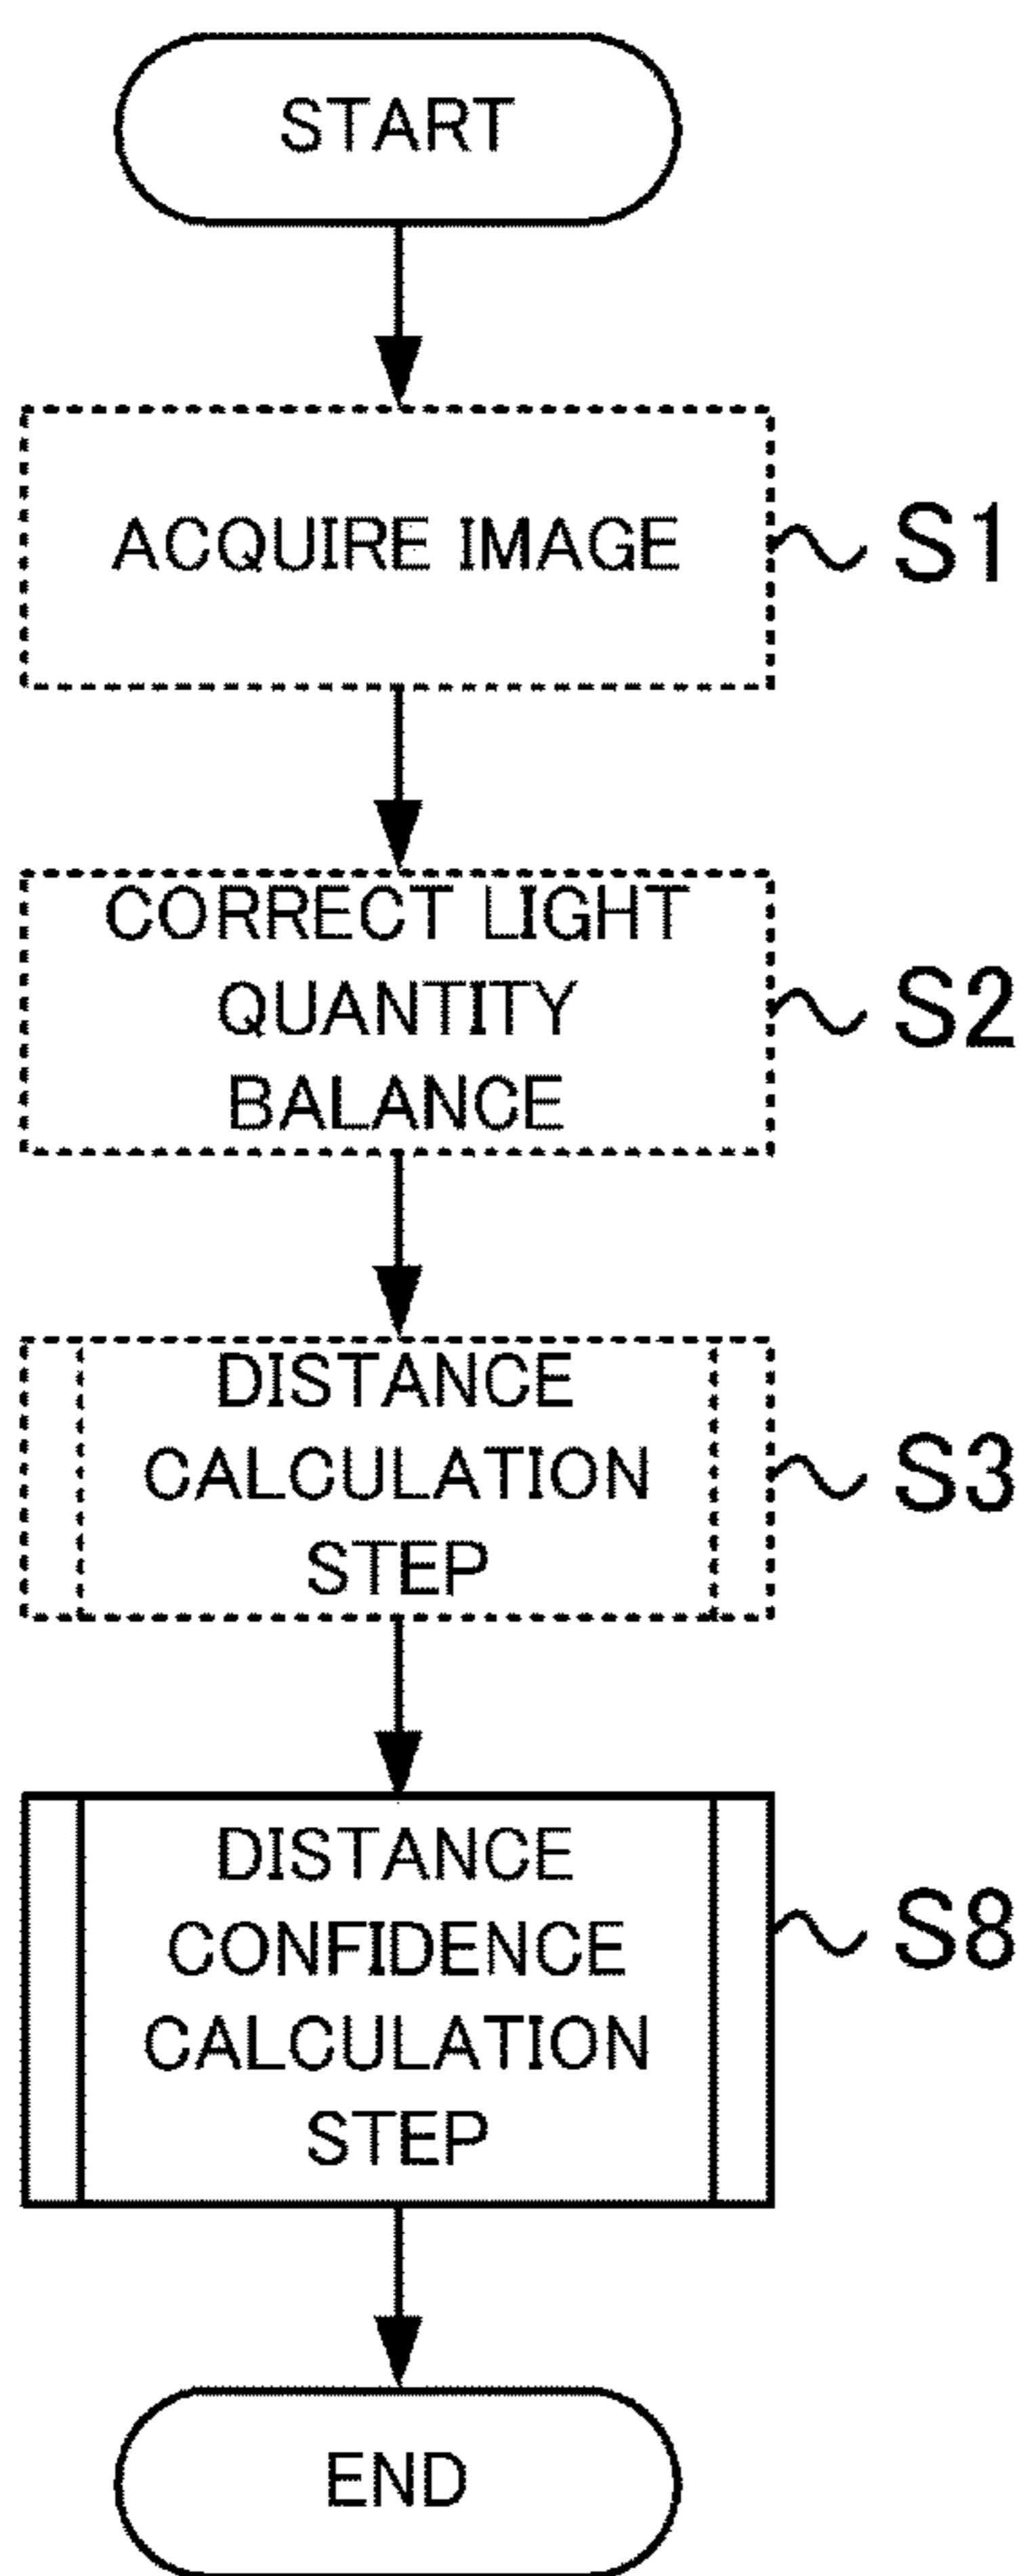 START
ACQUIRE IMAGE
S1
CORRECT LIGHT
QUANTITY
BALANCE
S2
DISTANCE
CALCULATION
STEP
S3
DISTANCE
CONFIDENCE
CALCULATION
STEP
S8
END